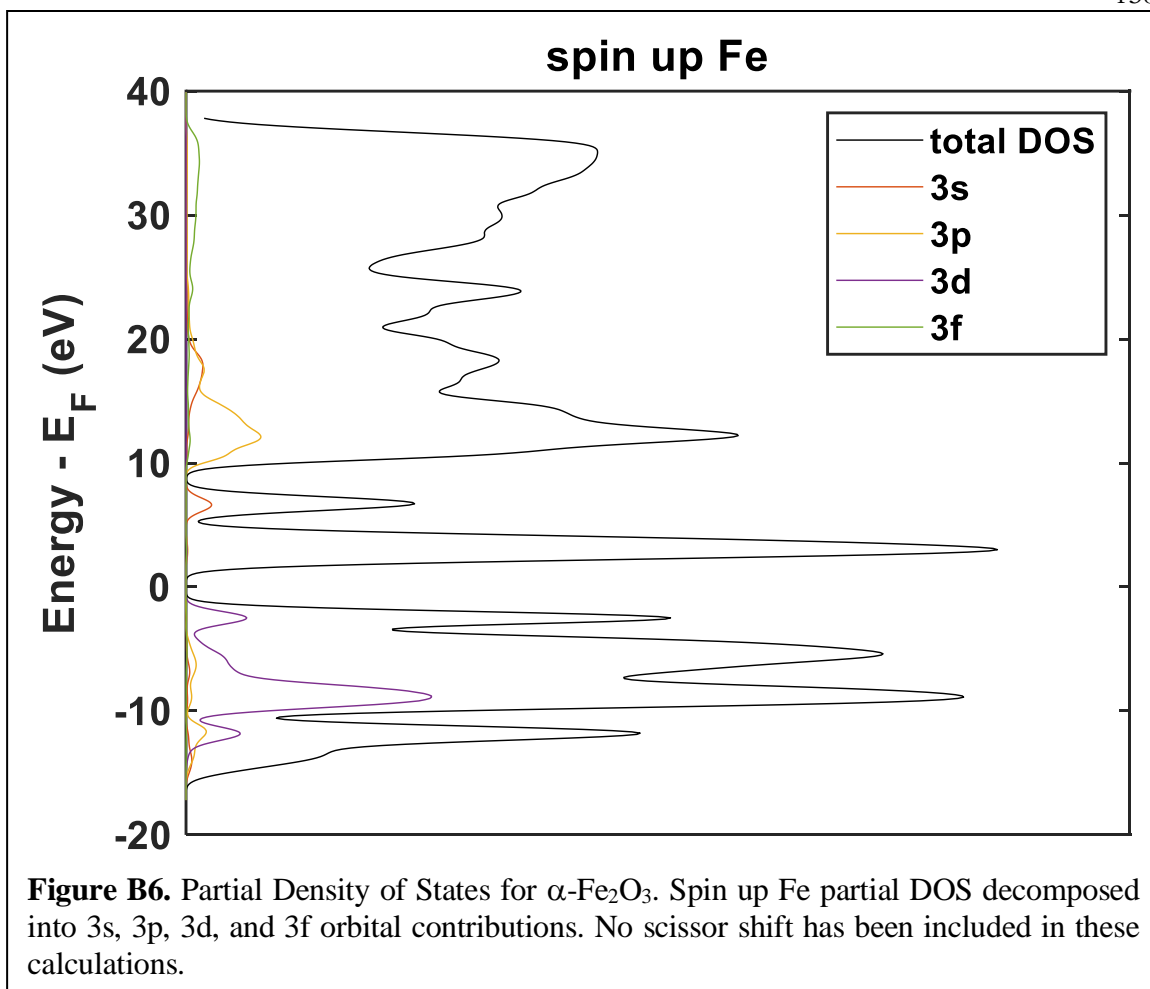 spin up Fe
40
30
20
10
0
-10
-20
Energy - E_F (eV)
total DOS
3s
3p
3d
3f
Figure B6. Partial Density of States for α-Fe₂O₃. Spin up Fe partial DOS decomposed
into 3s, 3p, 3d, and 3f orbital contributions. No scissor shift has been included in these
calculations.